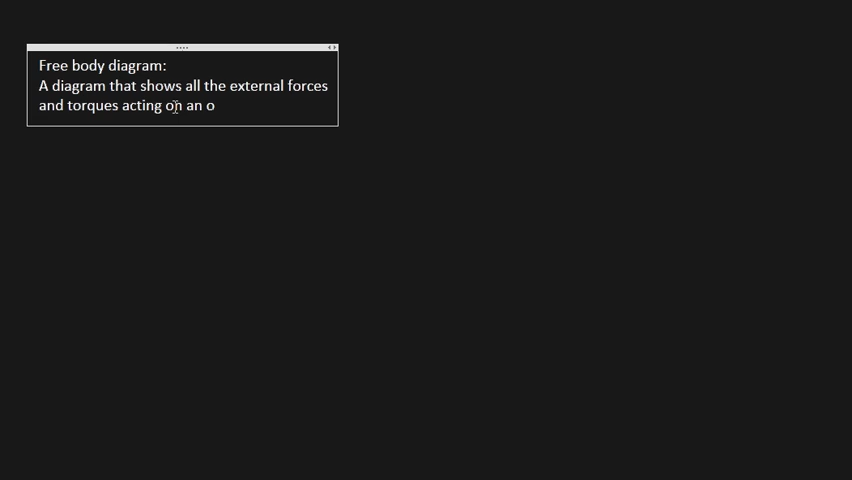 Free body diagram:
A diagram that shows all the external forces
and torques acting on an o